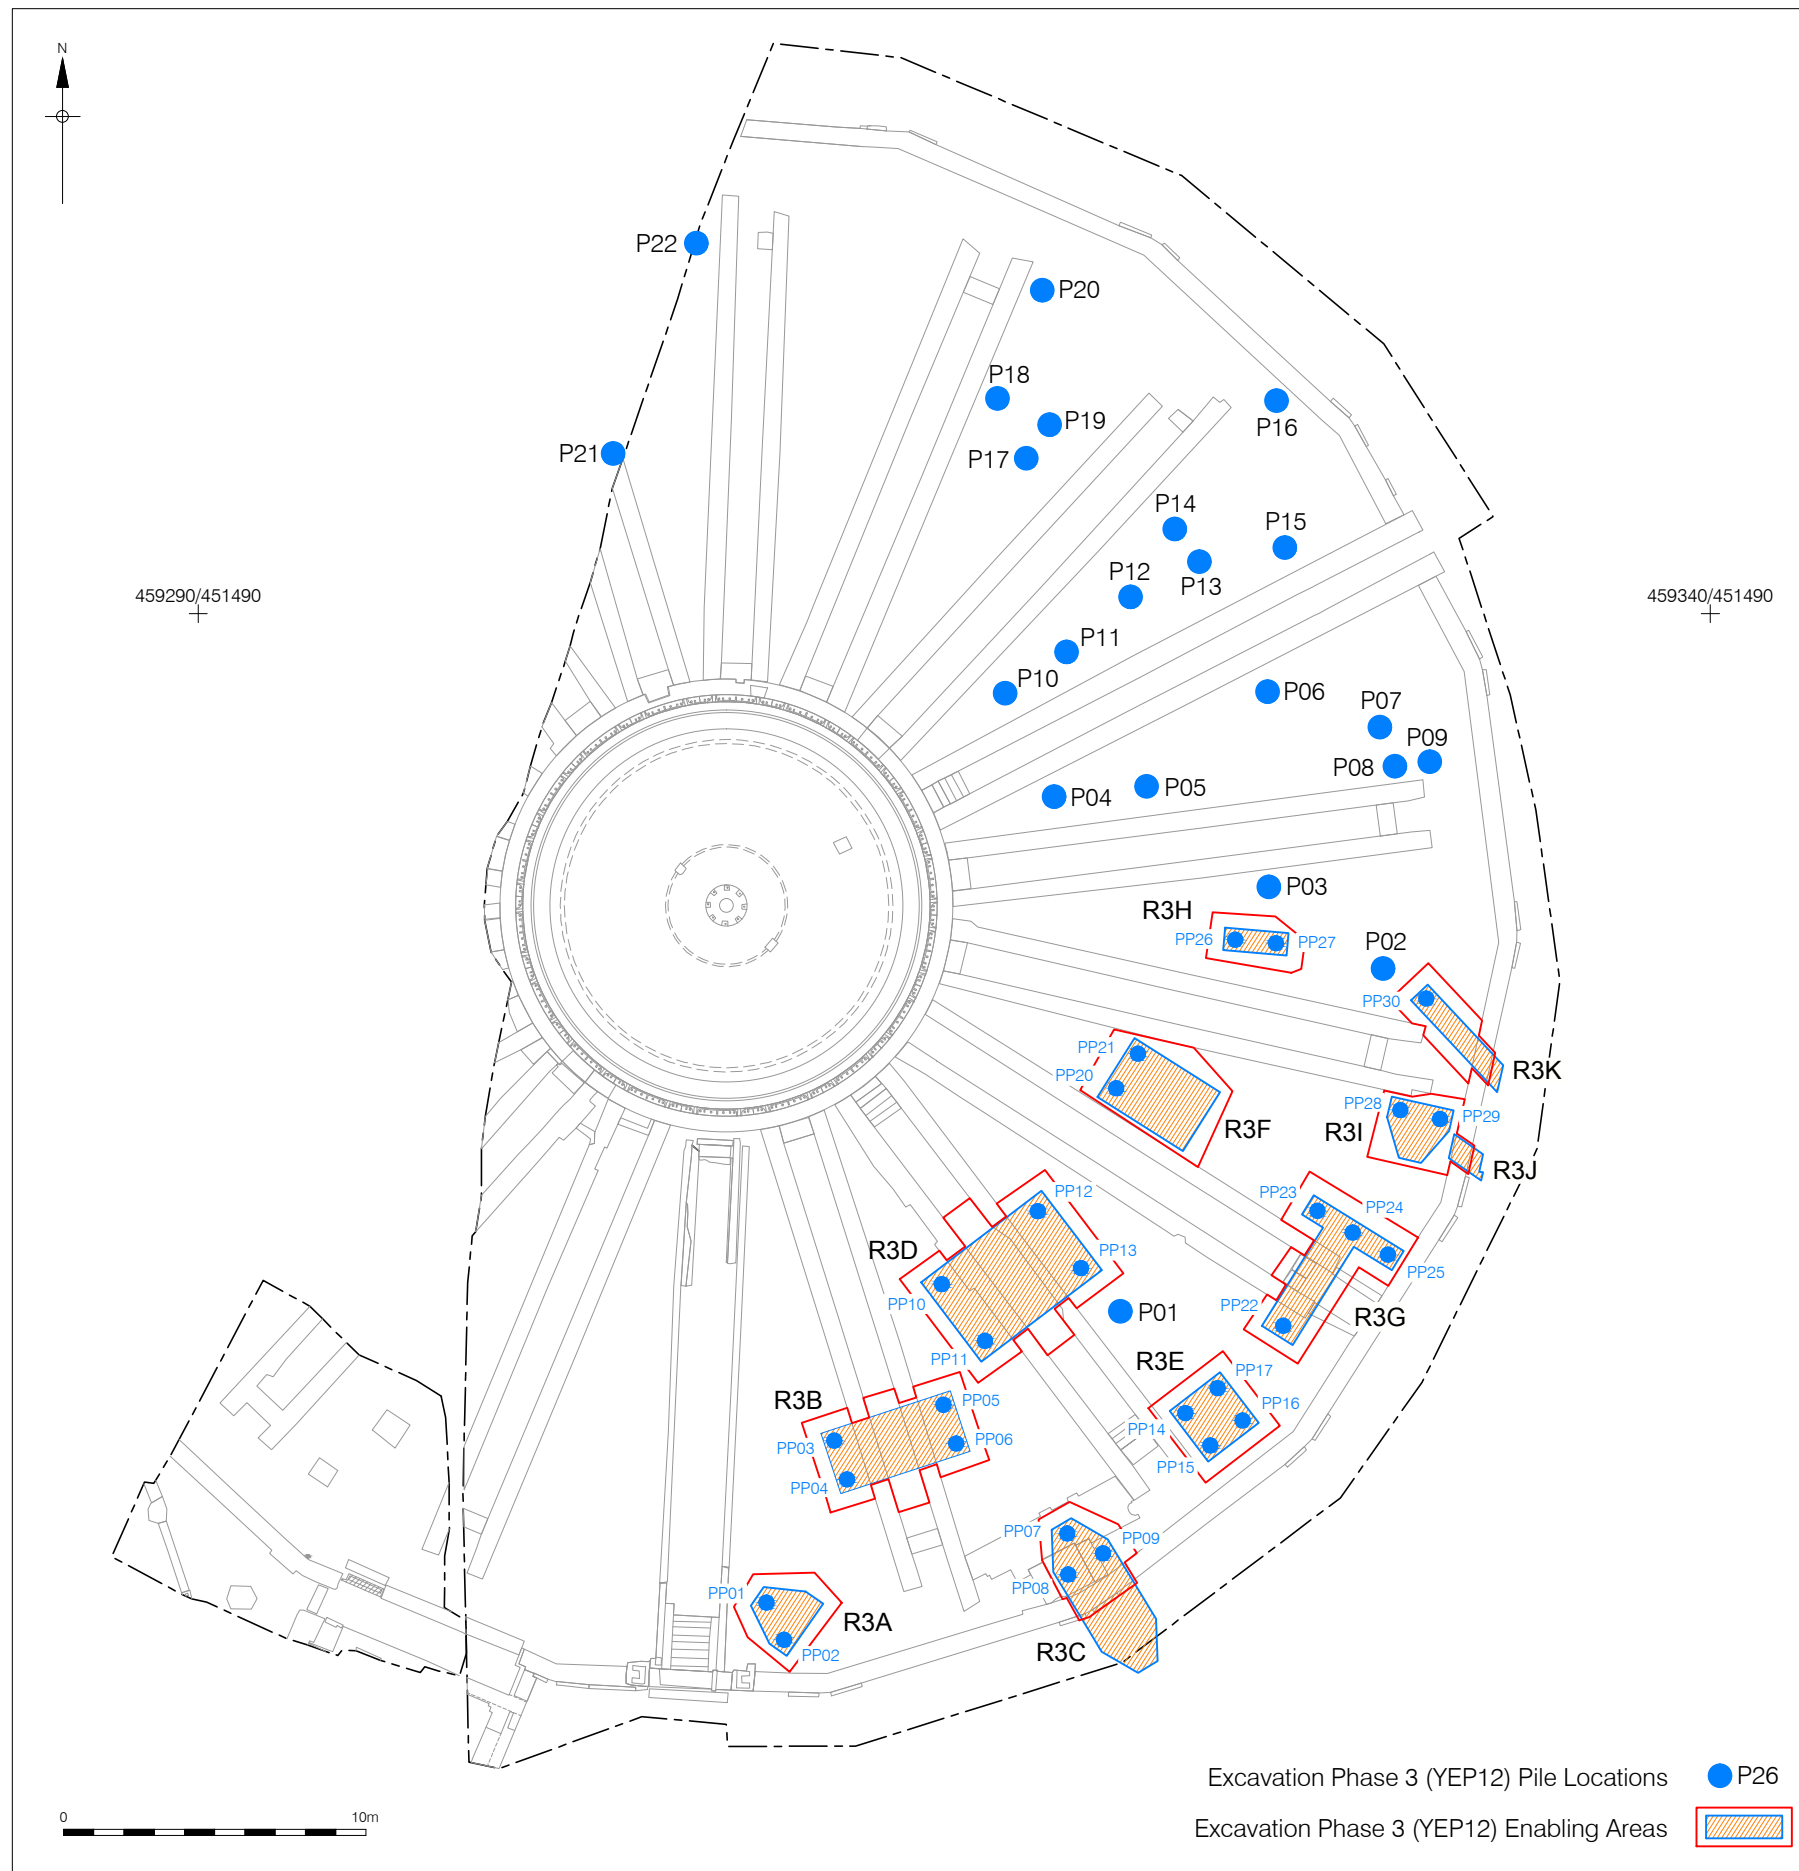 N
P22
P20
P18
P19
P16
P21
P17
P14
P15
P12
P13
459290/451490
459340/451490
P11
P10
P06
P07
P09
P08
P04
P05
P03
R3H
PP26
PP27
P02
PP30
R3K
PP21
PP20
R3F
PP28
PP29
R3I
R3J
PP23
PP24
PP12
R3D
PP13
PP25
PP10
P01
PP22
R3G
PP11
R3E
PP17
R3B
PP05
PP16
PP14
PP03
PP06
PP15
PP04
PP07
PP09
PP08
PP01
R3A
PP02
R3C
Excavation Phase 3 (YEP12) Pile Locations P26
0 10m
Excavation Phase 3 (YEP12) Enabling Areas